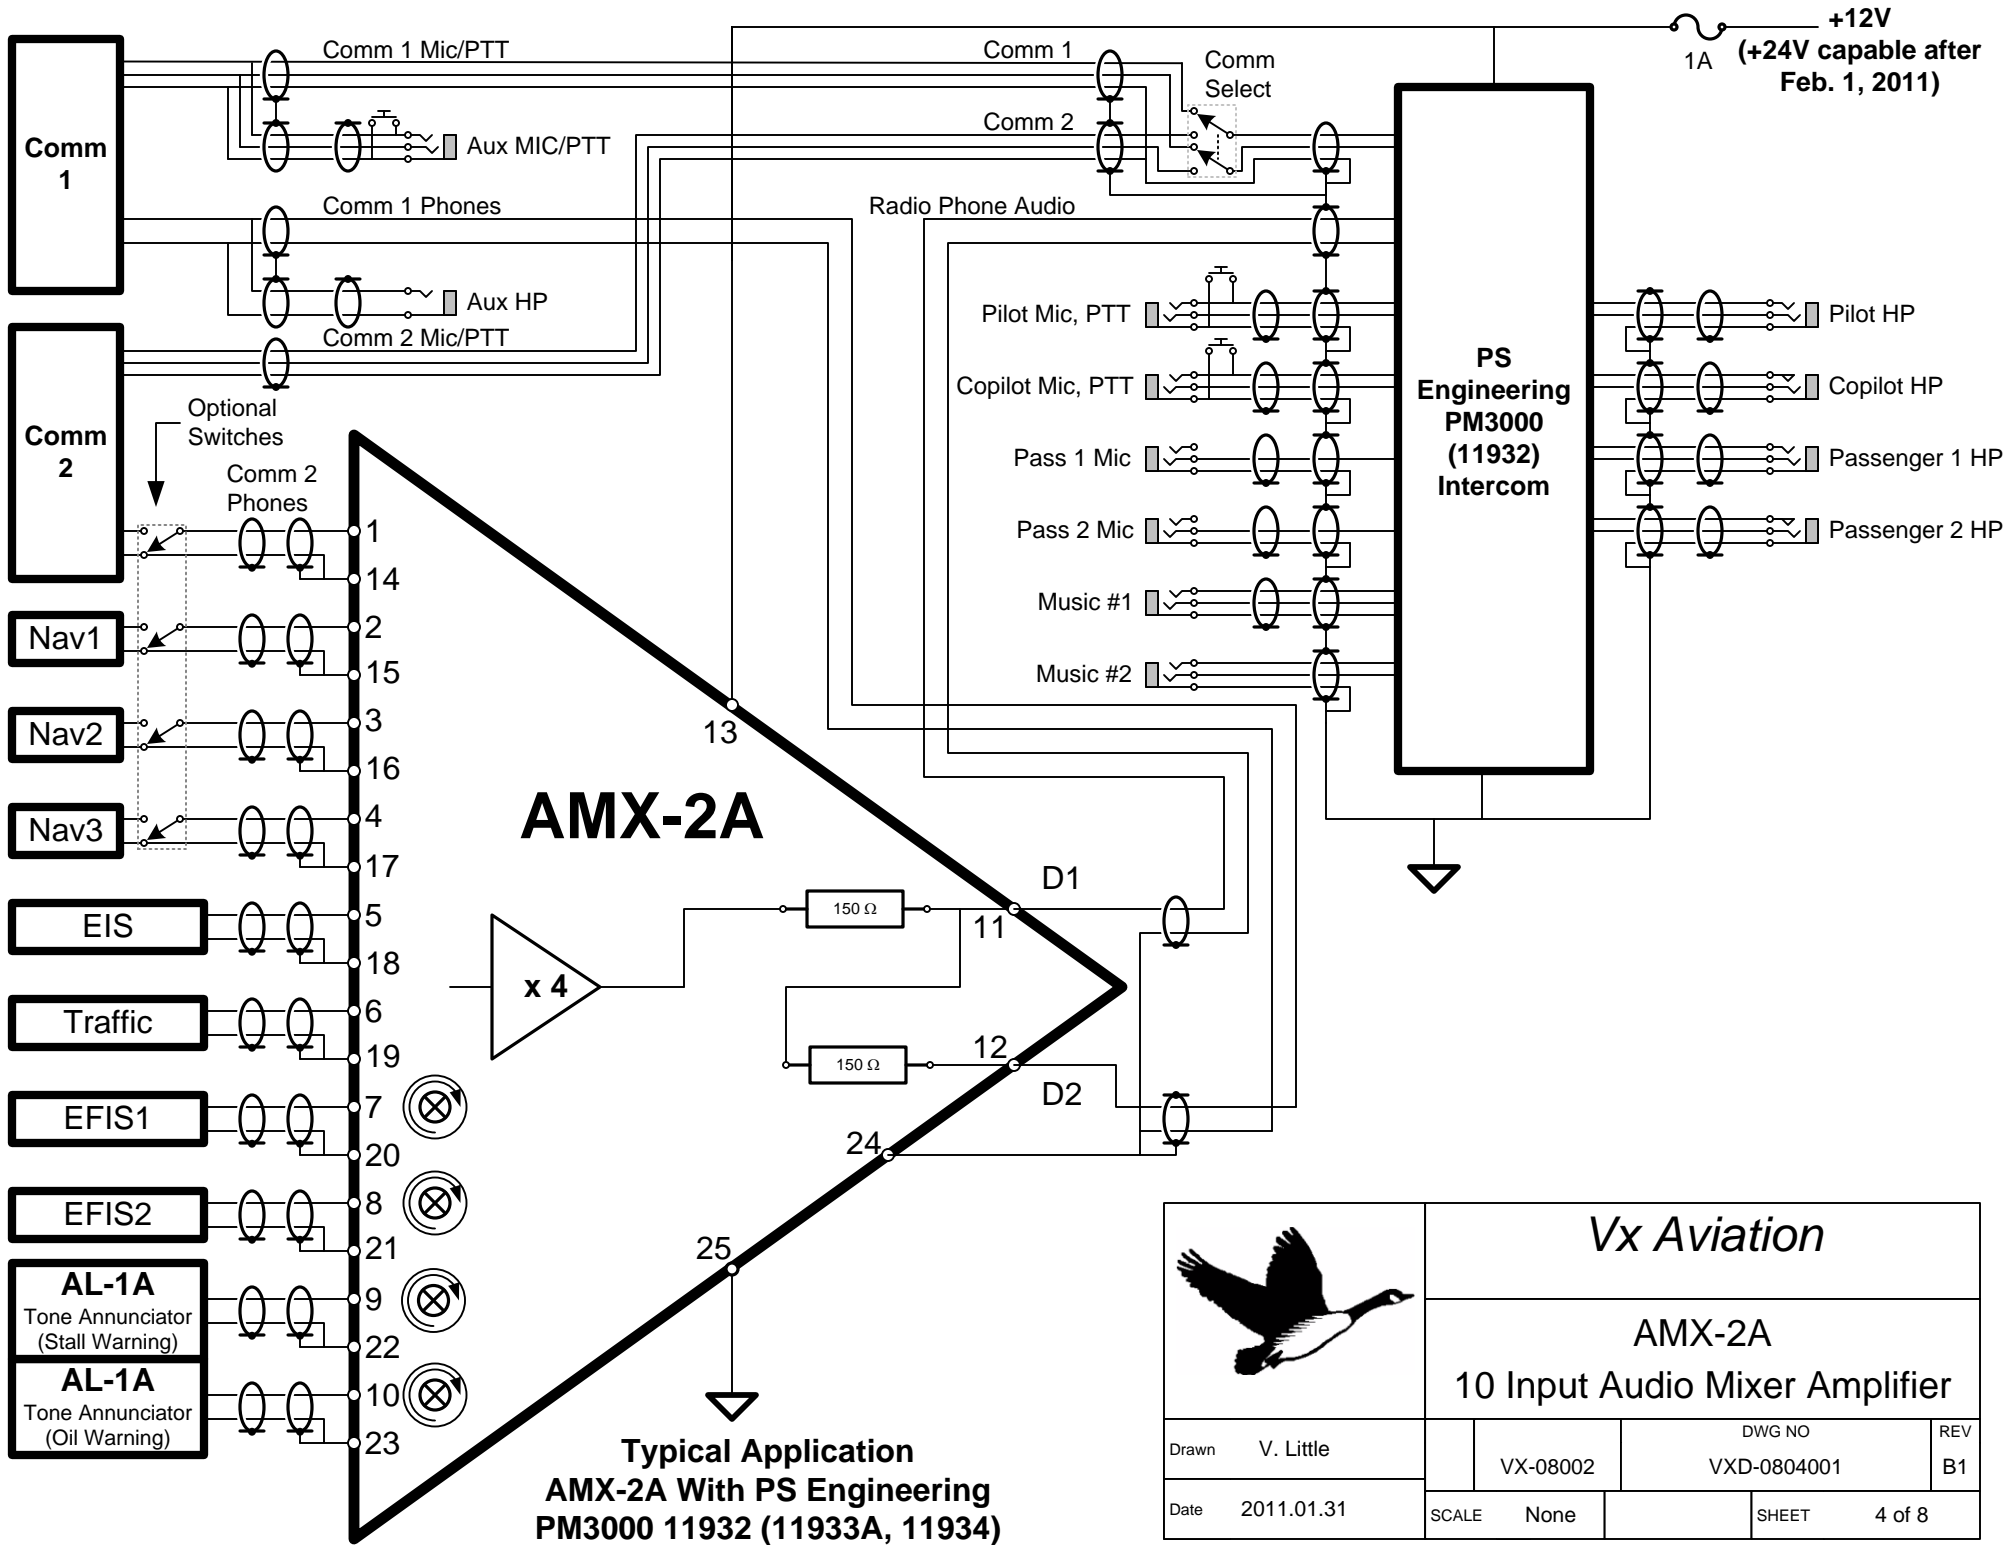 +12V
(+24V capable after
Feb. 1, 2011)
1A
Comm 1 Mic/PTT
Comm 1
Comm
Select
Comm
1
Comm 2
Aux MIC/PTT
Comm 1 Phones
Radio Phone Audio
Aux HP
Comm 2 Mic/PTT
Pilot Mic, PTT
Copilot Mic, PTT
Pass 1 Mic
Pass 2 Mic
Music #1
Music #2
PS
Engineering
PM3000
(11932)
Intercom
Pilot HP
Copilot HP
Passenger 1 HP
Passenger 2 HP
Comm
2
Optional
Switches
Comm 2
Phones
1
14
Nav1
2
15
Nav2
3
16
Nav3
4
17
EIS
5
18
Traffic
6
19
EFIS1
7
20
EFIS2
8
21
AL-1A
Tone Annunciator
(Stall Warning)
9
22
AL-1A
Tone Annunciator
(Oil Warning)
10
23
13
AMX-2A
D1
150 Ω
11
x 4
12
150 Ω
D2
24
25
Typical Application
AMX-2A With PS Engineering
PM3000 11932 (11933A, 11934)
Vx Aviation
AMX-2A
10 Input Audio Mixer Amplifier
Drawn V. Little
VX-08002
DWG NO
VXD-0804001
REV
B1
Date 2011.01.31
SCALE None
SHEET 4 of 8